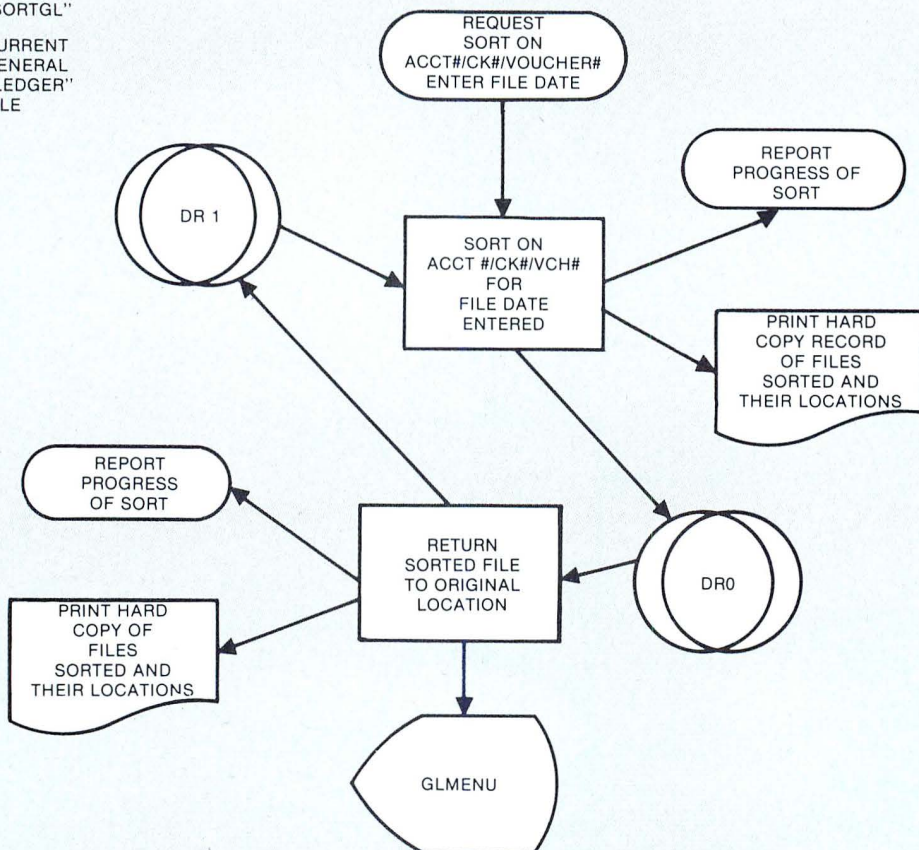 SORTGL"
URRENT
ENERAL
LEDGER"
LE
REQUEST
SORT ON
ACCT#/CK#/VOUCHER#
ENTER FILE DATE
DR 1
REPORT
PROGRESS OF
SORT
SORT ON
ACCT #/CK#/VCH#
FOR
FILE DATE
ENTERED
PRINT HARD
COPY RECORD
OF FILES
SORTED AND
THEIR LOCATIONS
REPORT
PROGRESS
OF SORT
RETURN
SORTED FILE
TO ORIGINAL
LOCATION
DR0
PRINT HARD
COPY OF
FILES
SORTED AND
THEIR LOCATIONS
GLMENU